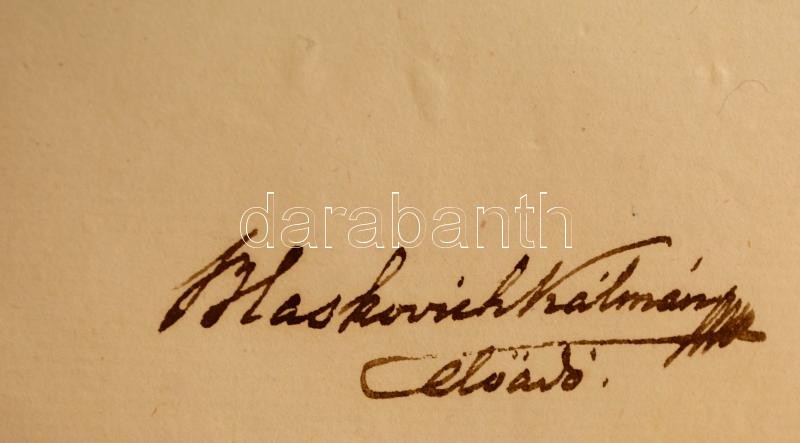 darabanth
Blaskovich Kálmán
előadó.